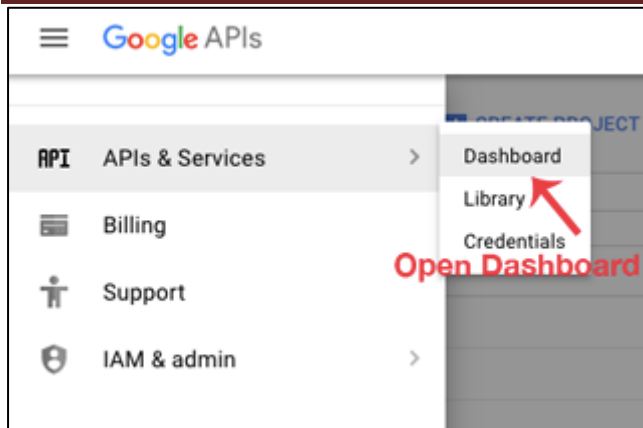 Google APIs
CREATE PROJECT
API APIs & Services
Dashboard
Library
Billing
Credentials
Open Dashboard
Support
IAM & admin